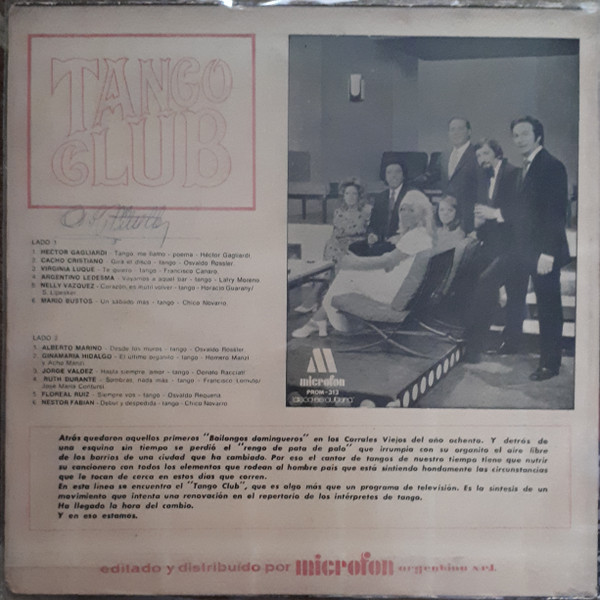 TANGO
CLUB
LADO 1
1. HECTOR GAGLIARDI - Tango, me llamo - poema - Héctor Gagliardi
3. CACHO CRISTIANO - Gira el disco - tango - Osvaldo Rossler
2. VIRGINIA LUQUE - Te quiero - tango - Francisco Canaro
4. ARGENTINO LEDESMA - Vayamos a aquel bar - tango - Larry Moreno
5. NELLY VAZQUEZ - Corazón, es mutil volver - tango - Horacio Guarany/
6. MARIO BUSTOS - Un sábado más - tango - Chico Novarro
LADO 2
1. ALBERTO MARINO - Desde los muros - tango - Osvaldo Rossler
2. GINAMARIA HIDALGO - El último organito - tango - Homero Manzi
y Acho Manzi
3. JORGE VALDEZ - Hasta siempre, amor - tango - Donato Racciatti
4. RUTH DURANTE - Sombras, nada más - tango - Francisco Lomuto/
José María Contursi
5. FLOREAL RUIZ - Siempre vos - tango - Osvaldo Requena
6. NESTOR FABIAN - Debut y despedida - tango - Chico Novarro
microfon
PROM - 313
Atrás quedaron aquellos primeros "Bailongos domingueros" en los Corrales Viejos del año ochenta. Y detrás de
una esquina sin tiempo se perdió el "rengo de pata de palo" que irrumpía con su organito el aire libre
de los barrios de una ciudad que ha cambiado. Por eso el cantor de tangos de nuestro tiempo tiene que nutrir
su cancionero con todos los elementos que rodean al hombre país que está sintiendo hondamente las circunstancias
que le tocan de cerca en estos días que corren.
En esta línea se encuentra el "Tango Club", que es algo más que un programa de televisión. Es la síntesis de un
movimiento que intenta una renovación en el repertorio de los intérpretes de tango.
Ha llegado la hora del cambio.
Y en eso estamos.
editado y distribuido por microfon argentina s.r.l.